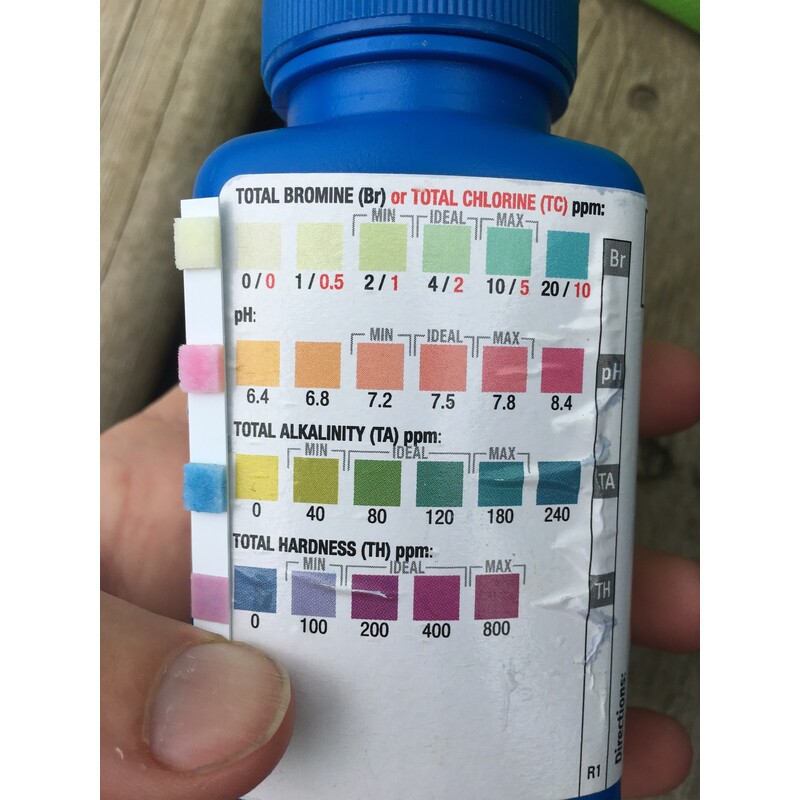 TOTAL BROMINE (Br) or TOTAL CHLORINE (TC) ppm:
MIN IDEAL MAX
0/0 1/0.5 2/1 4/2 10/5 20/10
Br
pH:
MIN IDEAL MAX
6.4 6.8 7.2 7.5 7.8 8.4
pH
TOTAL ALKALINITY (TA) ppm:
MIN IDEAL MAX
0 40 80 120 180 240
TA
TOTAL HARDNESS (TH) ppm:
MIN IDEAL MAX
0 100 200 400 800
TH
Directions:
R1